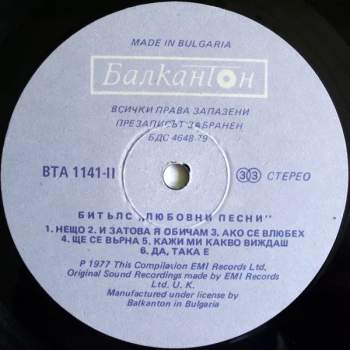 MADE IN BULGARIA
Балкантон
ВСИЧКИ ПРАВА ЗАПАЗЕНИ
ПРЕЗАПИСЪТ ЗАБРАНЕН
БДС 4648-79
ВТА 1141-II
33 СТЕРЕО
БИТЪЛС „ЛЮБОВНИ ПЕСНИ"
1. НЕЩО 2. И ЗАТОВА Я ОБИЧАМ 3. АКО СЕ ВЛЮБЕХ
4. ЩЕ СЕ ВЪРНА 5. КАЖИ МИ КАКВО ВИЖДАШ
6. ДА, ТАКА Е
P 1977 This Compilation EMI Records Ltd,
Original Sound Recordings made by EMI Records
Ltd, U. K.
Manufactured under license by
Balkanton in Bulgaria